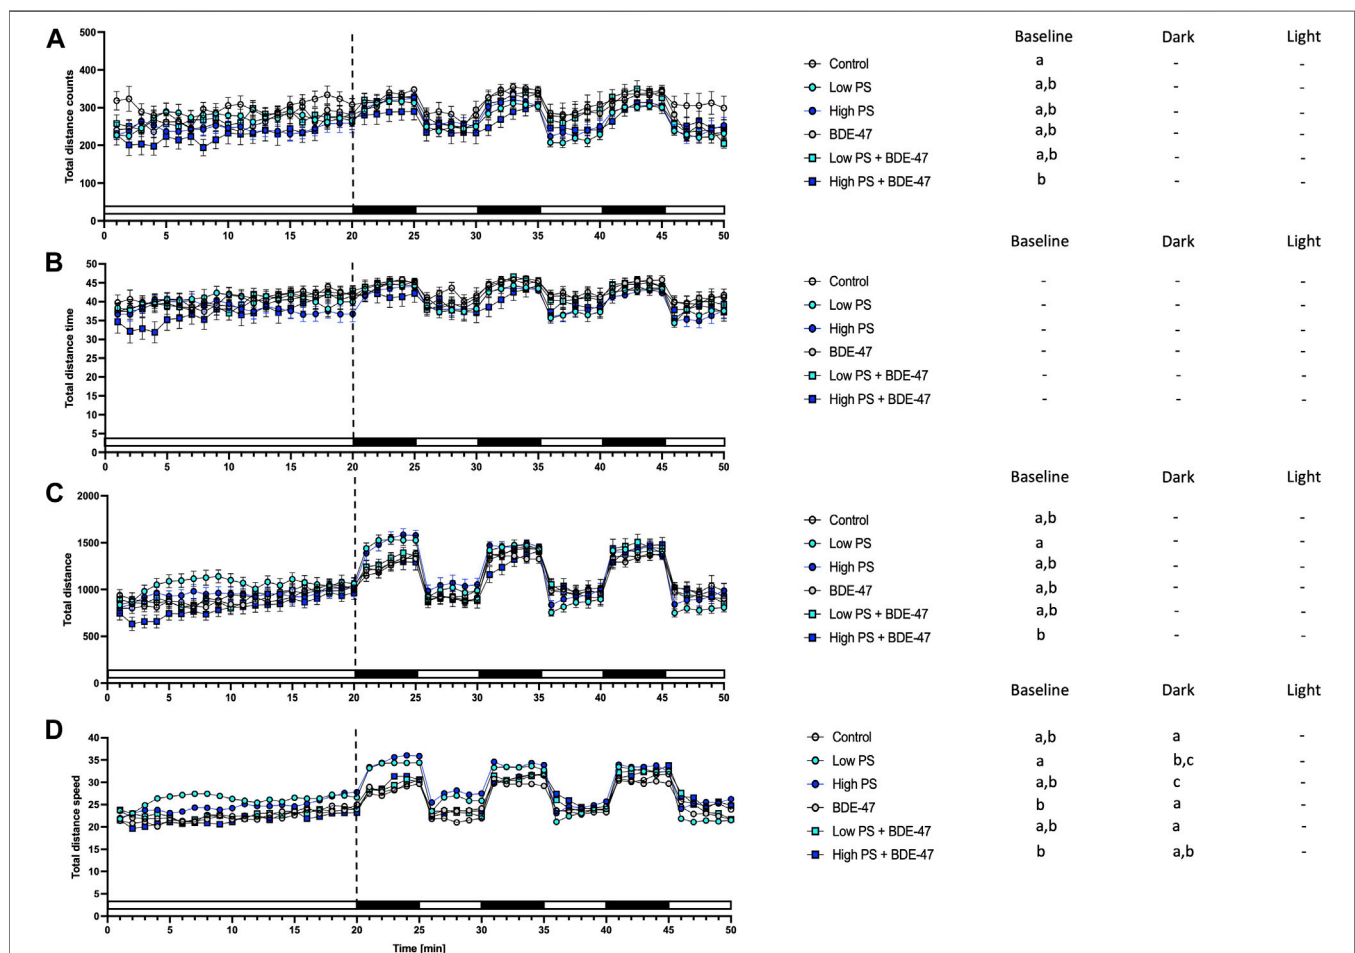 A
Total distance counts
500
400
300
200
100
0
0 5 10 15 20 25 30 35 40 45 50
Baseline Dark Light
Control a - -
Low PS a,b - -
High PS a,b - -
BDE-47 a,b - -
Low PS + BDE-47 a,b - -
High PS + BDE-47 b - -
B
Total distance time
50
45
40
35
30
25
20
15
10
5
0
0 5 10 15 20 25 30 35 40 45 50
Baseline Dark Light
Control - - -
Low PS - - -
High PS - - -
BDE-47 - - -
Low PS + BDE-47 - - -
High PS + BDE-47 - - -
C
Total distance
2000
1500
1000
500
0
0 5 10 15 20 25 30 35 40 45 50
Baseline Dark Light
Control a,b - -
Low PS a - -
High PS a,b - -
BDE-47 a,b - -
Low PS + BDE-47 a,b - -
High PS + BDE-47 b - -
D
Total distance speed
40
35
30
25
20
15
10
5
0
0 5 10 15 20 25 30 35 40 45 50
Time [min]
Baseline Dark Light
Control a,b a -
Low PS a b,c -
High PS a,b c -
BDE-47 b a -
Low PS + BDE-47 a,b a -
High PS + BDE-47 b a,b -